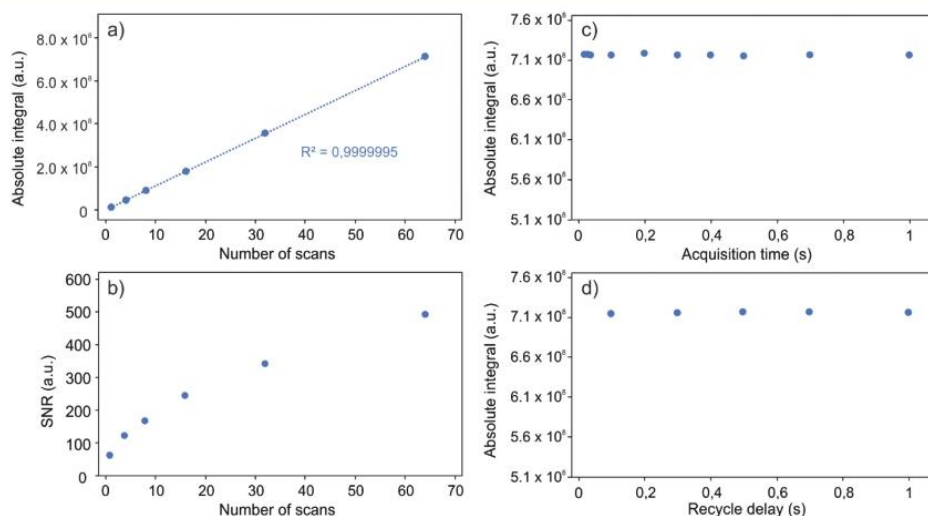 a)
Absolute integral (a.u.)
8.0 x 10⁸
6.0 x 10⁸
4.0 x 10⁸
2.0 x 10⁸
0
R² = 0,9999995
0 10 20 30 40 50 60 70
Number of scans
b)
SNR (a.u.)
600
500
400
300
200
100
0
0 10 20 30 40 50 60 70
Number of scans
c)
Absolute integral (a.u.)
7.6 x 10⁸
7.1 x 10⁸
6.6 x 10⁸
6.1 x 10⁸
5.6 x 10⁸
5.1 x 10⁸
0 0,2 0,4 0,6 0,8 1
Acquisition time (s)
d)
Absolute integral (a.u.)
7.6 x 10⁸
7.1 x 10⁸
6.6 x 10⁸
6.1 x 10⁸
5.6 x 10⁸
5.1 x 10⁸
0 0,2 0,4 0,6 0,8 1
Recycle delay (s)